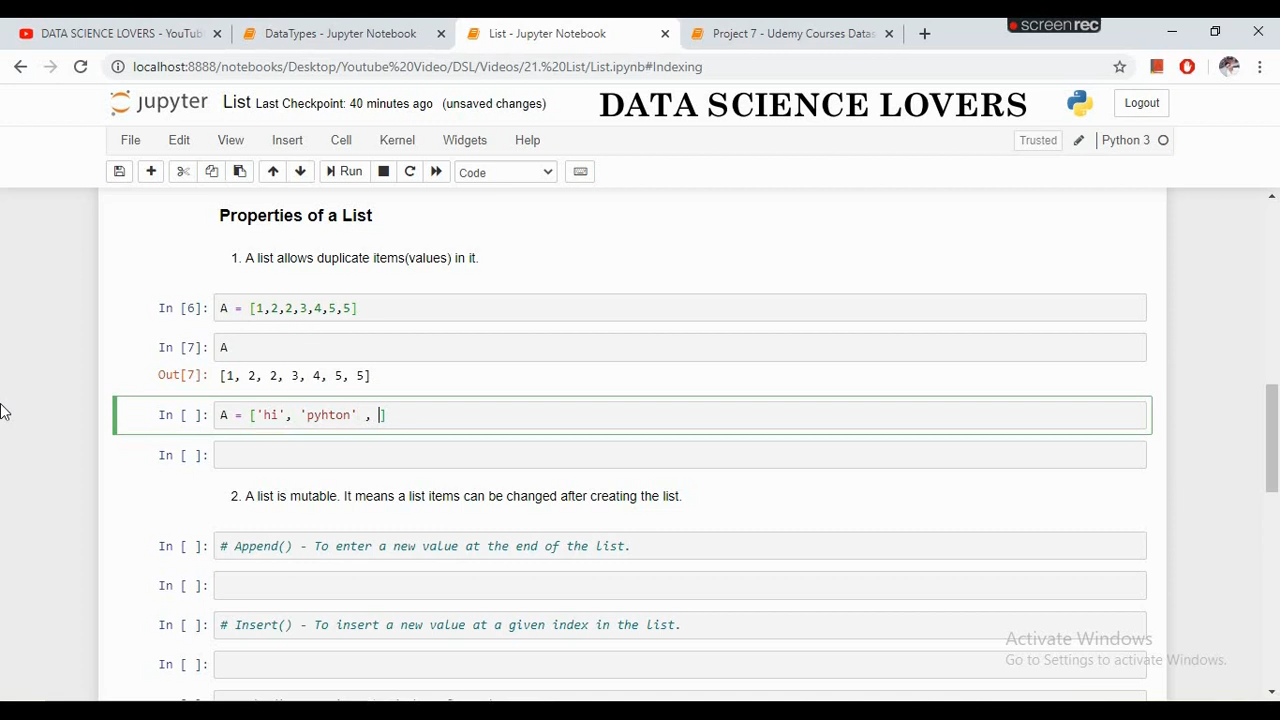 screenrec
DATA SCIENCE LOVERS - YouTub
DataTypes - Jupyter Notebook
List - Jupyter Notebook
Project 7 - Udemy Courses Datas
localhost:8888/notebooks/Desktop/Youtube%20Video/DSL/Videos/21.%20List/List.ipynb#Indexing
jupyter List Last Checkpoint: 40 minutes ago (unsaved changes) DATA SCIENCE LOVERS Logout
File Edit View Insert Cell Kernel Widgets Help Trusted Python 3
Run Code
Properties of a List
1. A list allows duplicate items(values) in it.
In [6]: A = [1,2,2,3,4,5,5]
In [7]: A
Out[7]: [1, 2, 2, 3, 4, 5, 5]
In [ ]: A = ['hi', 'pyhton' , ]
In [ ]:
2. A list is mutable. It means a list items can be changed after creating the list.
In [ ]: # Append() - To enter a new value at the end of the list.
In [ ]:
In [ ]: # Insert() - To insert a new value at a given index in the list.
In [ ]:
Activate Windows
Go to Settings to activate Windows.